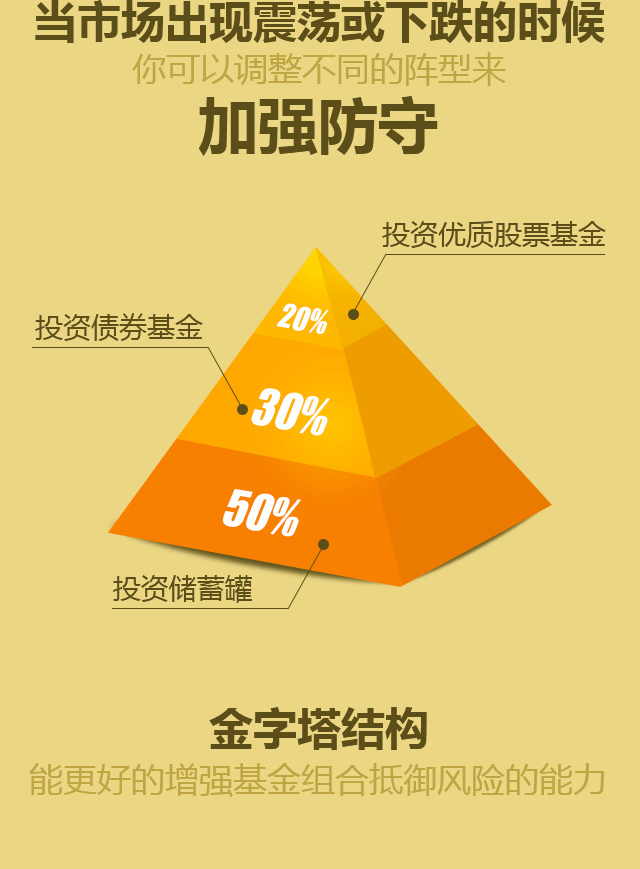 当市场出现震荡或下跌的时候
你可以调整不同的阵型来
加强防守
投资优质股票基金
20%
投资债券基金
30%
50%
投资储蓄罐
金字塔结构
能更好的增强基金组合抵御风险的能力